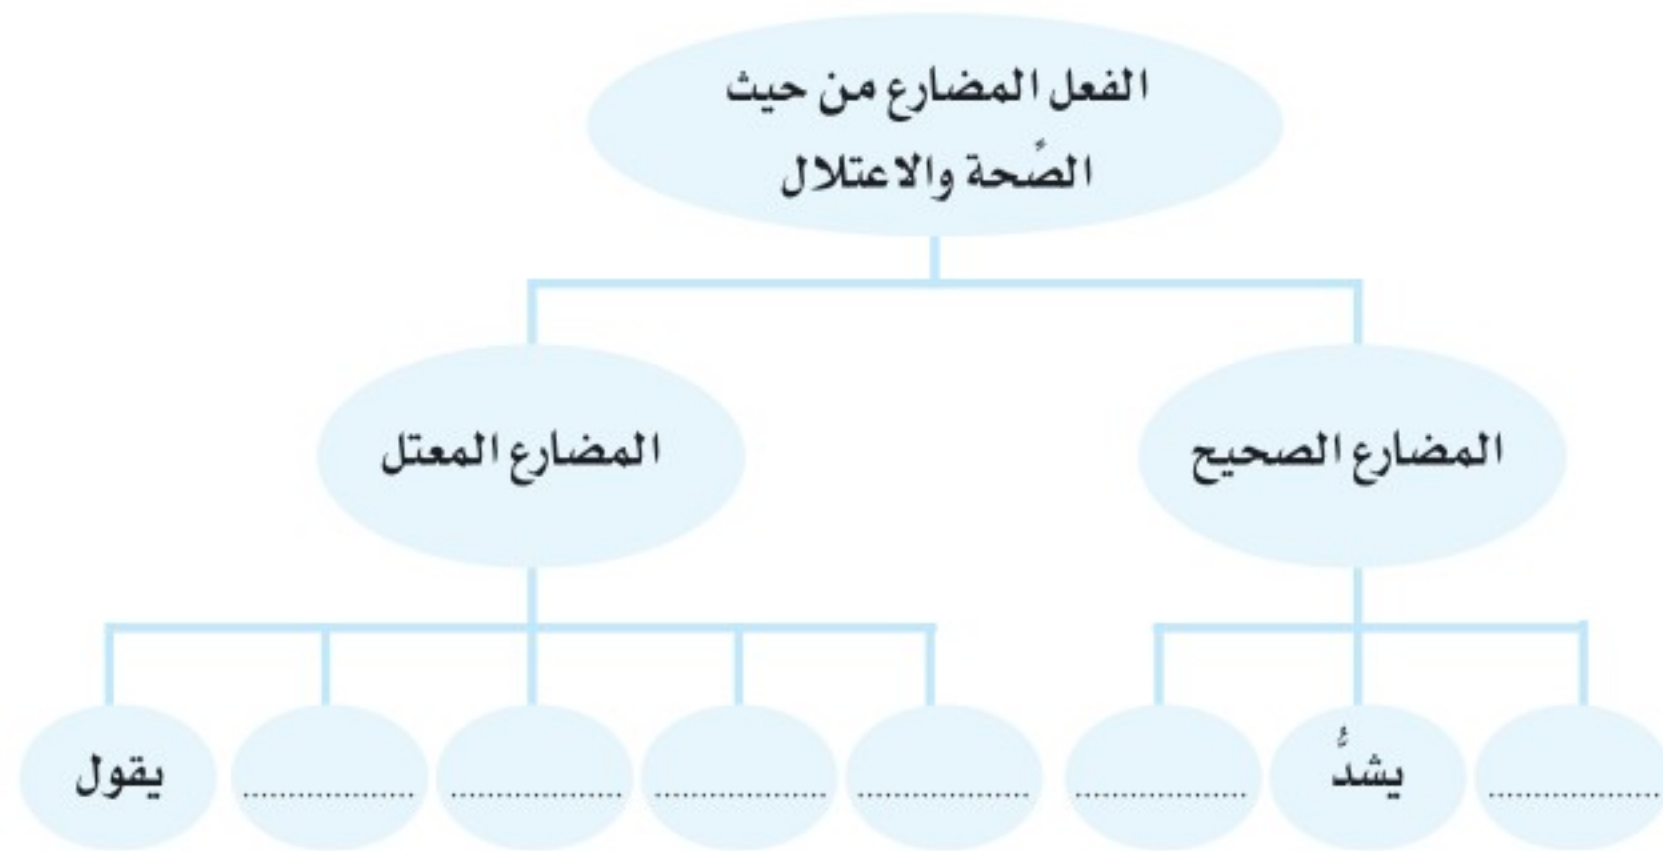 الفعل المضارع من حيث
الصِّحة والاعتلال
المضارع الصحيح
المضارع المعتل
..................
يشدُّ
..................
..................
..................
..................
..................
يقول